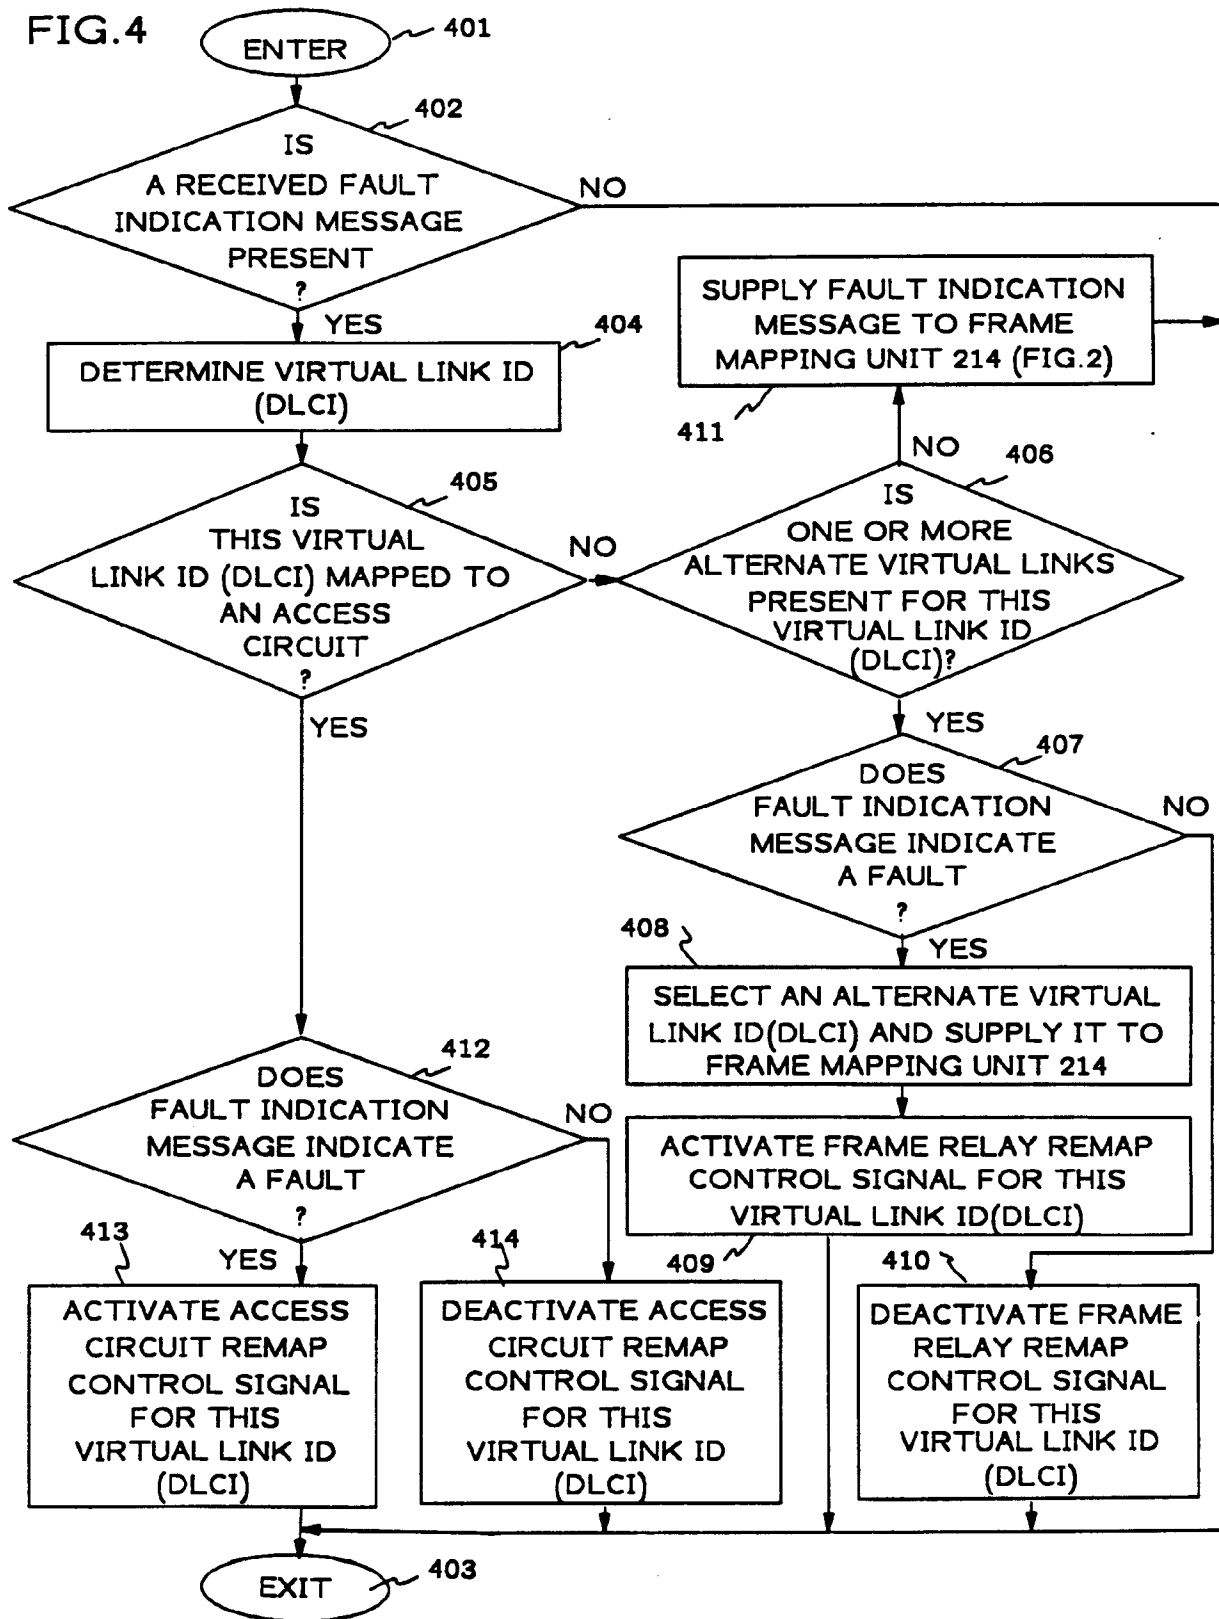 FIG.4
ENTER
401
402
IS
A RECEIVED FAULT
INDICATION MESSAGE
PRESENT
?
NO
YES
404
DETERMINE VIRTUAL LINK ID
(DLCI)
SUPPLY FAULT INDICATION
MESSAGE TO FRAME
MAPPING UNIT 214 (FIG.2)
411
NO
405
IS
THIS VIRTUAL
LINK ID (DLCI) MAPPED TO
AN ACCESS
CIRCUIT
?
NO
YES
406
IS
ONE OR MORE
ALTERNATE VIRTUAL LINKS
PRESENT FOR THIS
VIRTUAL LINK ID
(DLCI)?
YES
407
DOES
FAULT INDICATION
MESSAGE INDICATE
A FAULT
?
NO
YES
408
SELECT AN ALTERNATE VIRTUAL
LINK ID(DLCI) AND SUPPLY IT TO
FRAME MAPPING UNIT 214
ACTIVATE FRAME RELAY REMAP
CONTROL SIGNAL FOR THIS
VIRTUAL LINK ID(DLCI)
409
412
DOES
FAULT INDICATION
MESSAGE INDICATE
A FAULT
?
NO
YES
413
ACTIVATE ACCESS
CIRCUIT REMAP
CONTROL SIGNAL
FOR THIS
VIRTUAL LINK ID
(DLCI)
414
DEACTIVATE ACCESS
CIRCUIT REMAP
CONTROL SIGNAL
FOR THIS
VIRTUAL LINK ID
(DLCI)
410
DEACTIVATE FRAME
RELAY REMAP
CONTROL SIGNAL
FOR THIS
VIRTUAL LINK ID
(DLCI)
EXIT
403